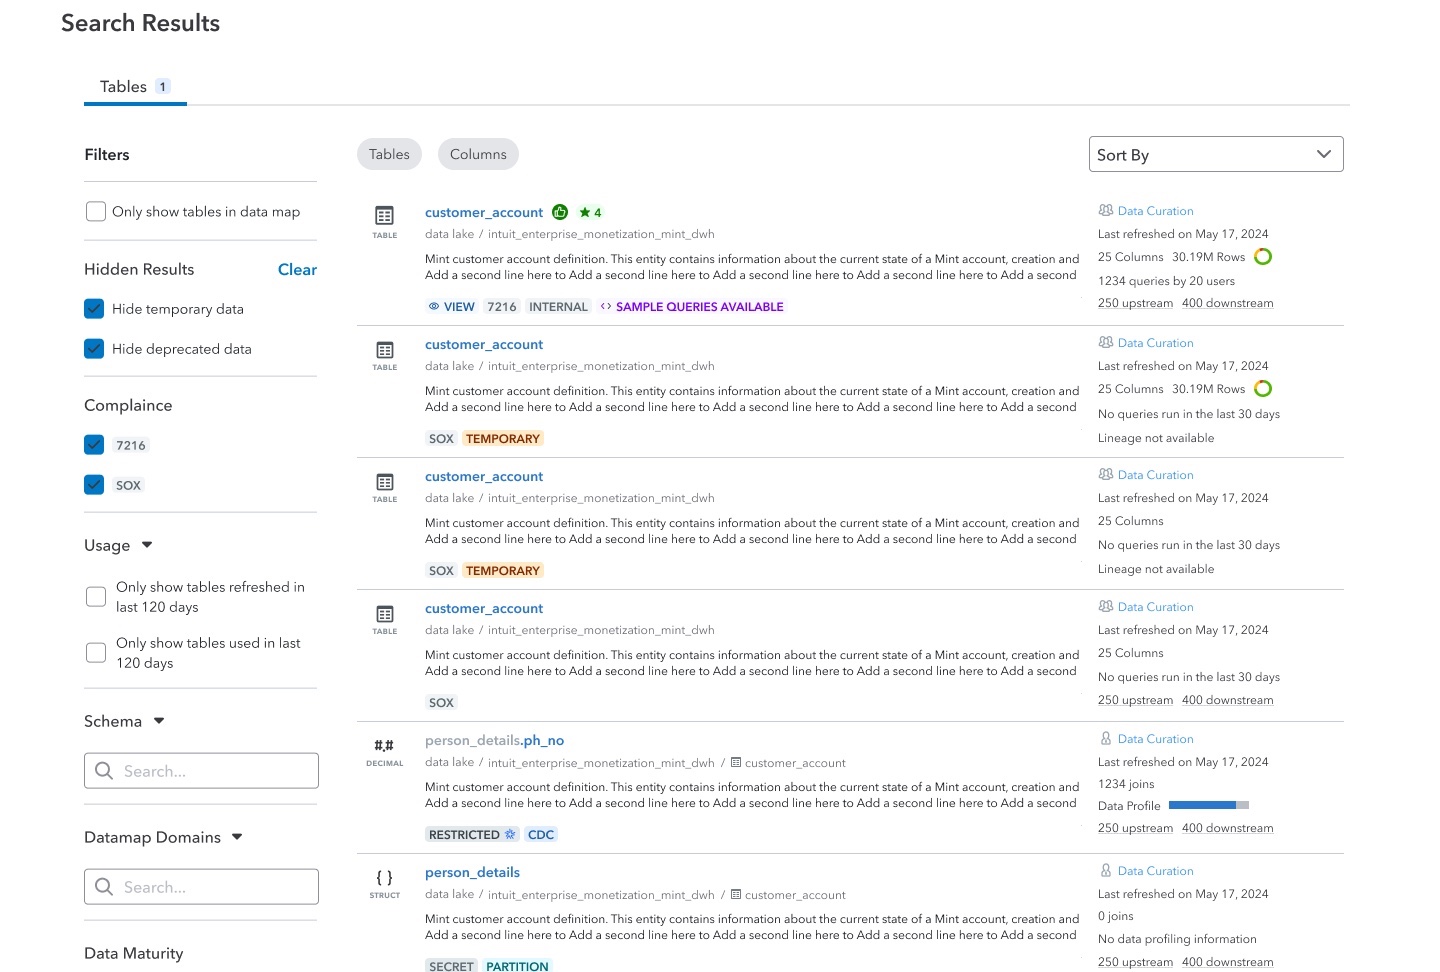 Search Results
Tables 1
Filters
Only show tables in data map
Hidden Results Clear
Hide temporary data
Hide deprecated data
Complaince
7216
SOX
Usage
Only show tables refreshed in
last 120 days
Only show tables used in last
120 days
Schema
Search...
Datamap Domains
Search...
Data Maturity
Tables Columns
Sort By
TABLE
customer_account 4
data lake / intuit_enterprise_monetization_mint_dwh
Mint customer account definition. This entity contains information about the current state of a Mint account, creation and
Add a second line here to Add a second line here to Add a second line here to Add a second line here to Add a second
VIEW 7216 INTERNAL <> SAMPLE QUERIES AVAILABLE
Data Curation
Last refreshed on May 17, 2024
25 Columns 30.19M Rows
1234 queries by 20 users
250 upstream 400 downstream
TABLE
customer_account
data lake / intuit_enterprise_monetization_mint_dwh
Mint customer account definition. This entity contains information about the current state of a Mint account, creation and
Add a second line here to Add a second line here to Add a second line here to Add a second line here to Add a second
SOX TEMPORARY
Data Curation
Last refreshed on May 17, 2024
25 Columns 30.19M Rows
No queries run in the last 30 days
Lineage not available
TABLE
customer_account
data lake / intuit_enterprise_monetization_mint_dwh
Mint customer account definition. This entity contains information about the current state of a Mint account, creation and
Add a second line here to Add a second line here to Add a second line here to Add a second line here to Add a second
SOX TEMPORARY
Data Curation
Last refreshed on May 17, 2024
25 Columns
No queries run in the last 30 days
Lineage not available
TABLE
customer_account
data lake / intuit_enterprise_monetization_mint_dwh
Mint customer account definition. This entity contains information about the current state of a Mint account, creation and
Add a second line here to Add a second line here to Add a second line here to Add a second line here to Add a second
SOX
Data Curation
Last refreshed on May 17, 2024
25 Columns
No queries run in the last 30 days
250 upstream 400 downstream
#.#
DECIMAL
person_details.ph_no
data lake / intuit_enterprise_monetization_mint_dwh / customer_account
Mint customer account definition. This entity contains information about the current state of a Mint account, creation and
Add a second line here to Add a second line here to Add a second line here to Add a second line here to Add a second
RESTRICTED CDC
Data Curation
Last refreshed on May 17, 2024
1234 joins
Data Profile
250 upstream 400 downstream
{ }
STRUCT
person_details
data lake / intuit_enterprise_monetization_mint_dwh / customer_account
Mint customer account definition. This entity contains information about the current state of a Mint account, creation and
Add a second line here to Add a second line here to Add a second line here to Add a second line here to Add a second
SECRET PARTITION
Data Curation
Last refreshed on May 17, 2024
0 joins
No data profiling information
250 upstream 400 downstream